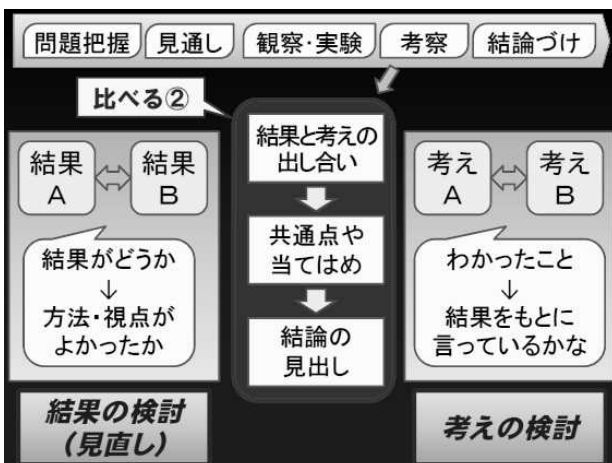 問題把握
見通し
観察・実験
考察
結論づけ
比べる②
結果と考えの
出し合い
共通点や
当てはめ
結論の
見出し
結果
A
結果
B
結果がどうか
↓
方法・視点が
よかったか
結果の検討
(見直し)
考え
A
考え
B
わかったこと
↓
結果をもとに
言っているかな
考えの検討